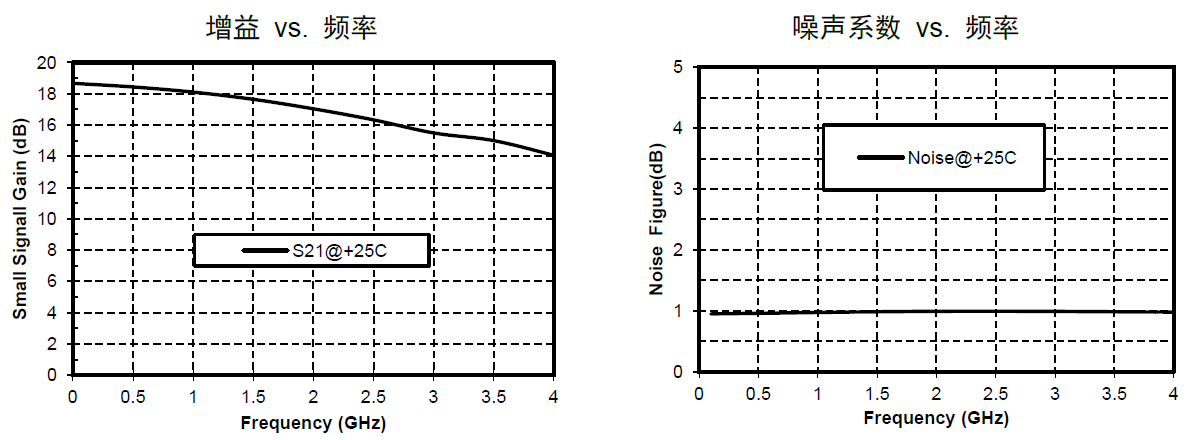 增益 vs. 频率
20
18
16
14
12
10
8
6
4
2
0
Small Signall Gain (dB)
S21@+25C
0 0.5 1 1.5 2 2.5 3 3.5 4
Frequency (GHz)
噪声系数 vs. 频率
5
4
3
2
1
0
Noise Figure(dB)
Noise@+25C
0 0.5 1 1.5 2 2.5 3 3.5 4
Frequency (GHz)